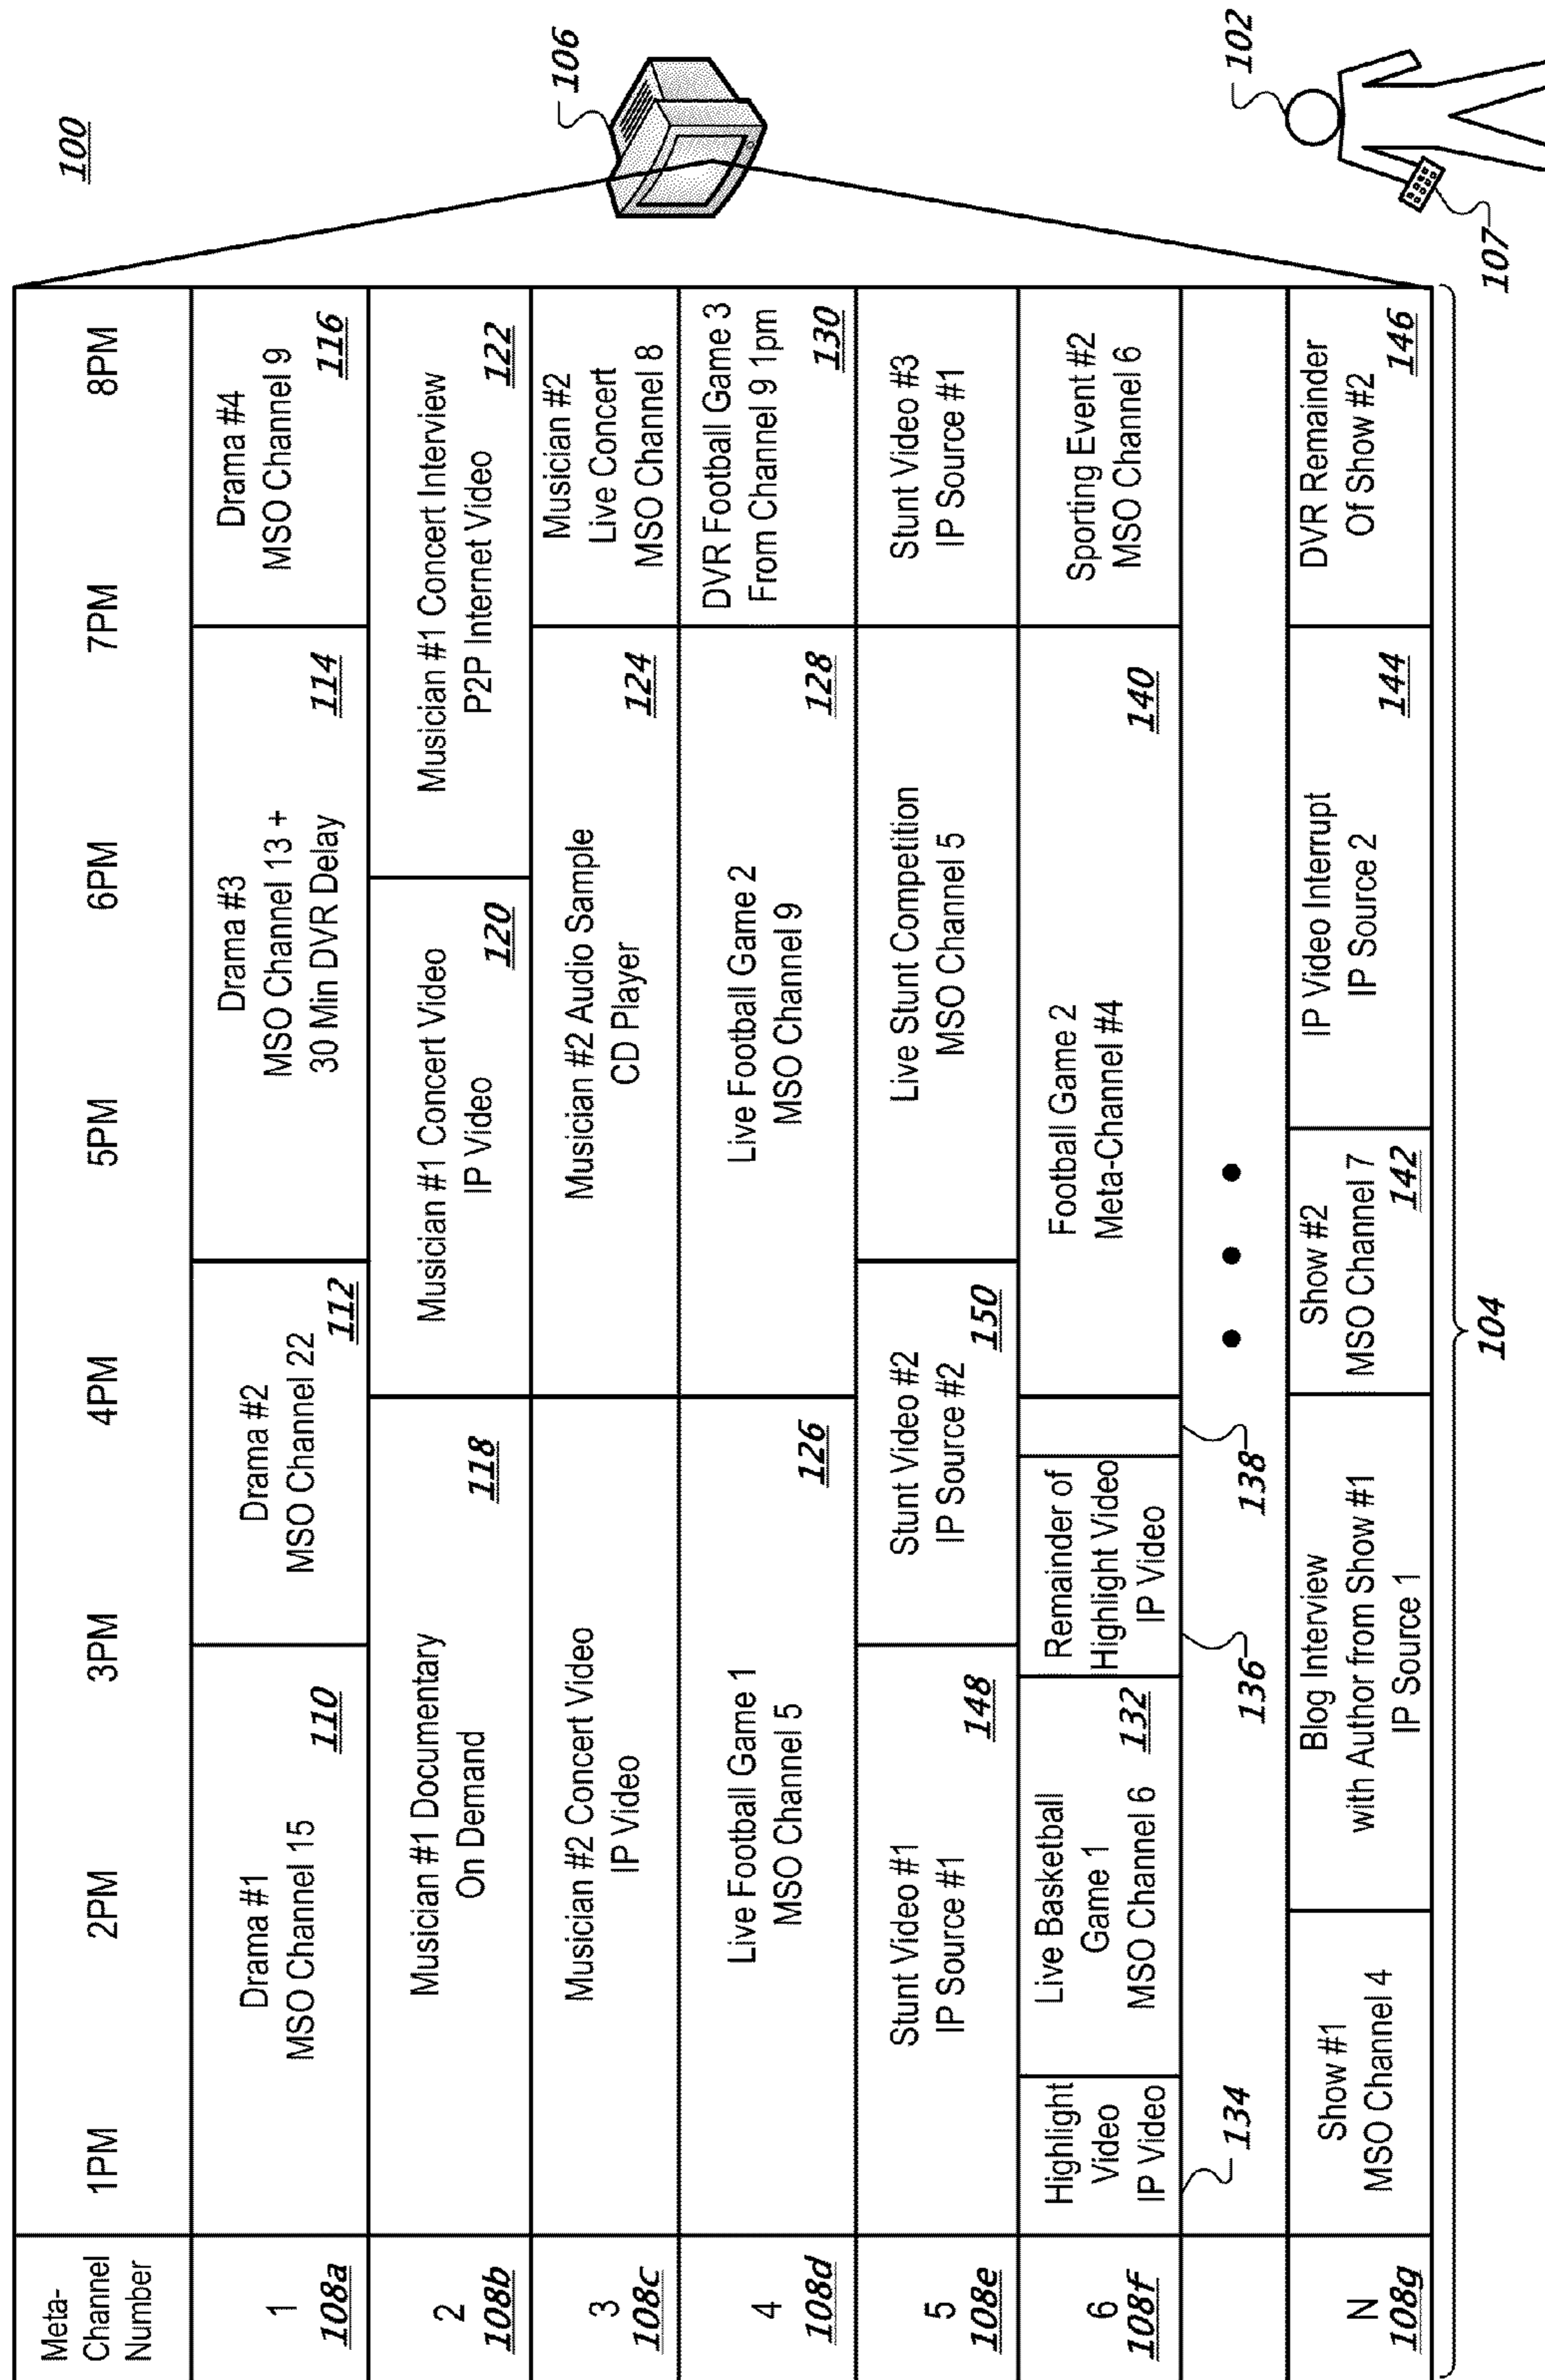 100
Meta-
Channel
Number
1PM
2PM
3PM
4PM
5PM
6PM
7PM
8PM
1
108a
Drama #1
MSO Channel 15
110
Drama #2
MSO Channel 22
112
Drama #3
MSO Channel 13 +
30 Min DVR Delay
114
Drama #4
MSO Channel 9
116
2
108b
Musician #1 Documentary
On Demand
118
Musician #1 Concert Video
IP Video
120
Musician #1 Concert Interview
P2P Internet Video
122
3
108c
Musician #2 Concert Video
IP Video
Musician #2 Audio Sample
CD Player
124
Musician #2
Live Concert
MSO Channel 8
4
108d
Live Football Game 1
MSO Channel 5
126
Live Football Game 2
MSO Channel 9
128
DVR Football Game 3
From Channel 9 1pm
130
5
108e
Stunt Video #1
IP Source #1
148
Stunt Video #2
IP Source #2
150
Live Stunt Competition
MSO Channel 5
Stunt Video #3
IP Source #1
6
108f
Highlight
Video
IP Video
134
Live Basketball
Game 1
MSO Channel 6
132
Remainder of
Highlight Video
IP Video
136
138
Football Game 2
Meta-Channel #4
140
Sporting Event #2
MSO Channel 6
N
108g
Show #1
MSO Channel 4
Blog Interview
with Author from Show #1
IP Source 1
Show #2
MSO Channel 7
142
IP Video Interrupt
IP Source 2
144
DVR Remainder
Of Show #2
146
104
106
102
107